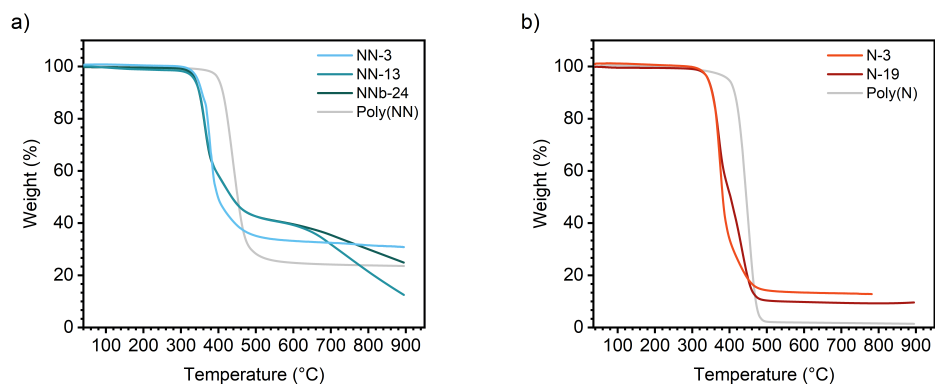 a)
NN-3
NN-13
NNb-24
Poly(NN)
100
80
60
40
20
0
Weight (%)
100 200 300 400 500 600 700 800 900
Temperature (°C)
b)
N-3
N-19
Poly(N)
100
80
60
40
20
0
Weight (%)
100 200 300 400 500 600 700 800 900
Temperature (°C)